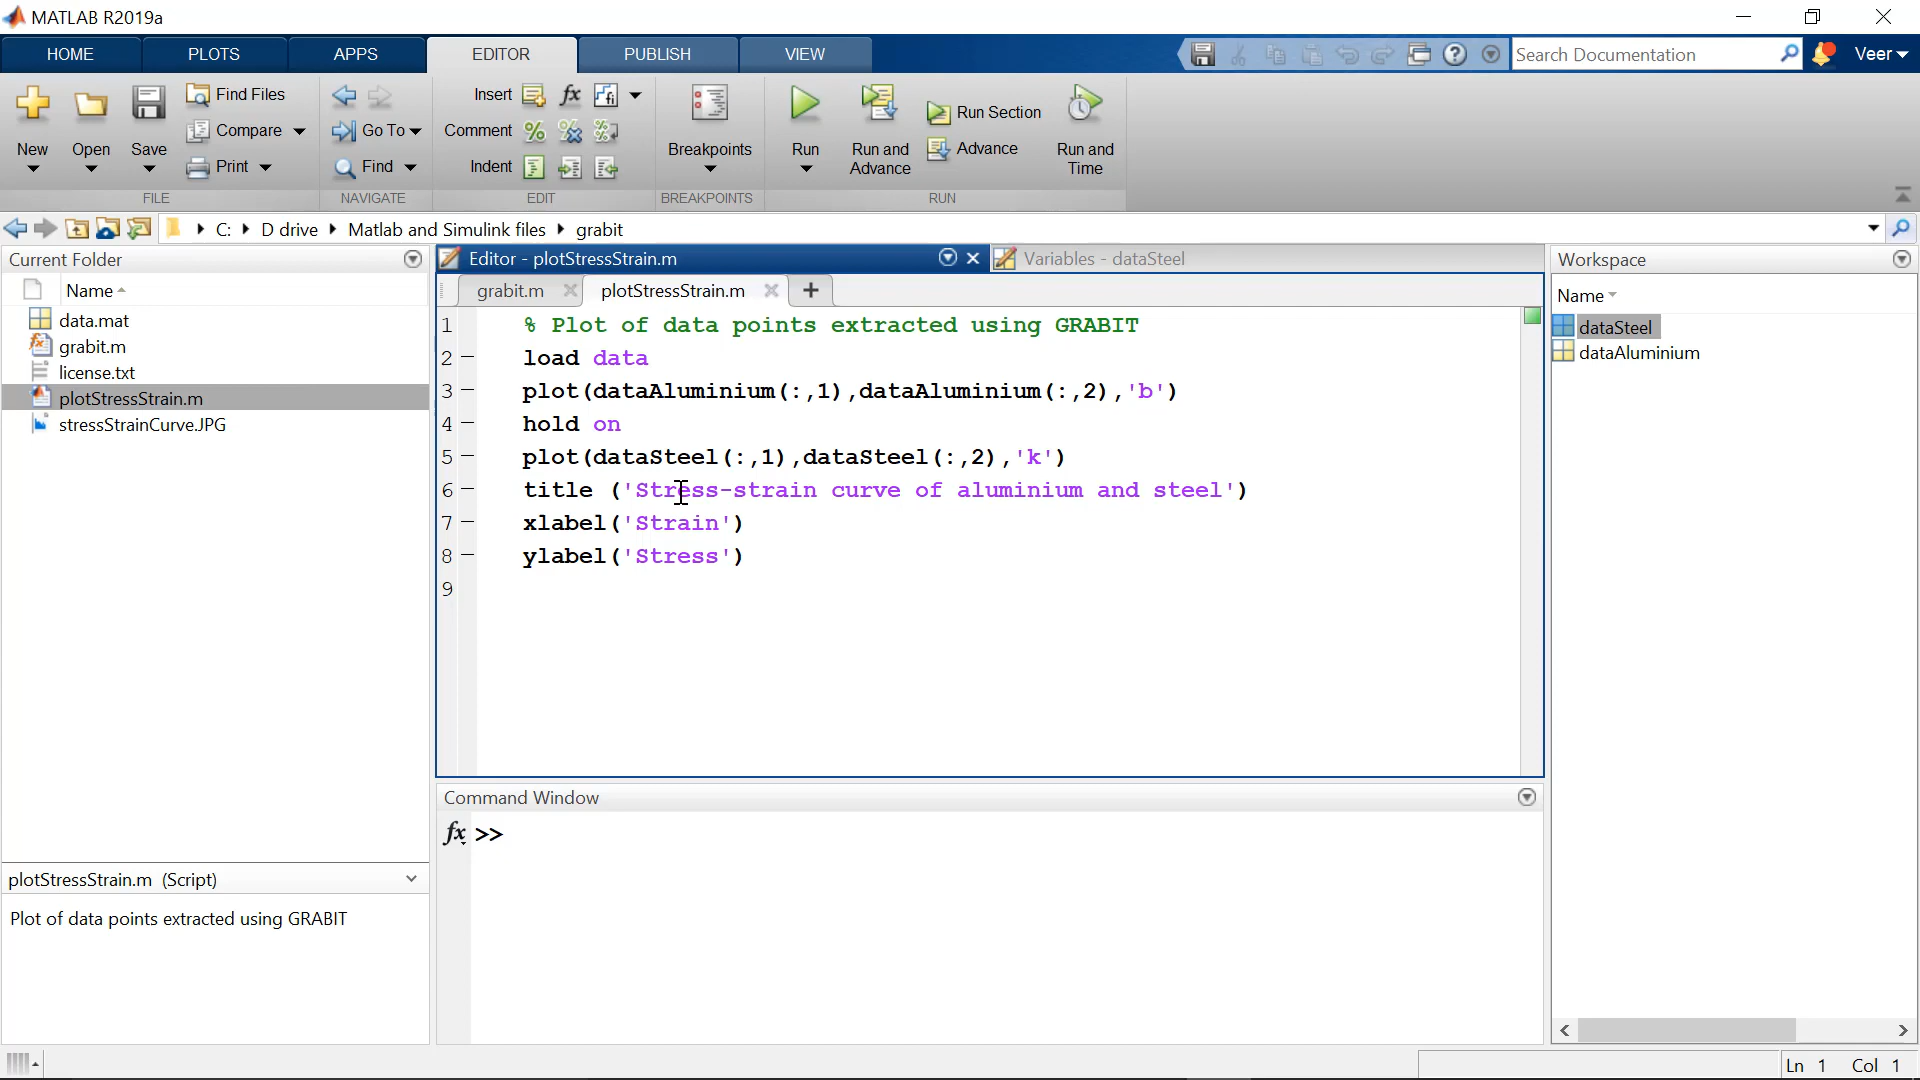 MATLAB R2019a
HOME PLOTS APPS EDITOR PUBLISH VIEW Search Documentation Veer
New Open Save Find Files Compare Print
FILE
Go To Find
NAVIGATE
Insert fx
Comment
Indent
EDIT
Breakpoints
BREAKPOINTS
Run Run and Advance Run Section Advance Run and Time
RUN
C: D drive Matlab and Simulink files grabit
Current Folder
Name
data.mat
grabit.m
license.txt
plotStressStrain.m
stressStrainCurve.JPG
plotStressStrain.m (Script)
Plot of data points extracted using GRABIT
Editor - plotStressStrain.m Variables - dataSteel
grabit.m plotStressStrain.m
1 % Plot of data points extracted using GRABIT
2 load data
3 plot(dataAluminium(:,1),dataAluminium(:,2),'b')
4 hold on
5 plot(dataSteel(:,1),dataSteel(:,2),'k')
6 title ('Stress-strain curve of aluminium and steel')
7 xlabel('Strain')
8 ylabel('Stress')
9
Command Window
fx >>
Workspace
Name
dataSteel
dataAluminium
Ln 1 Col 1